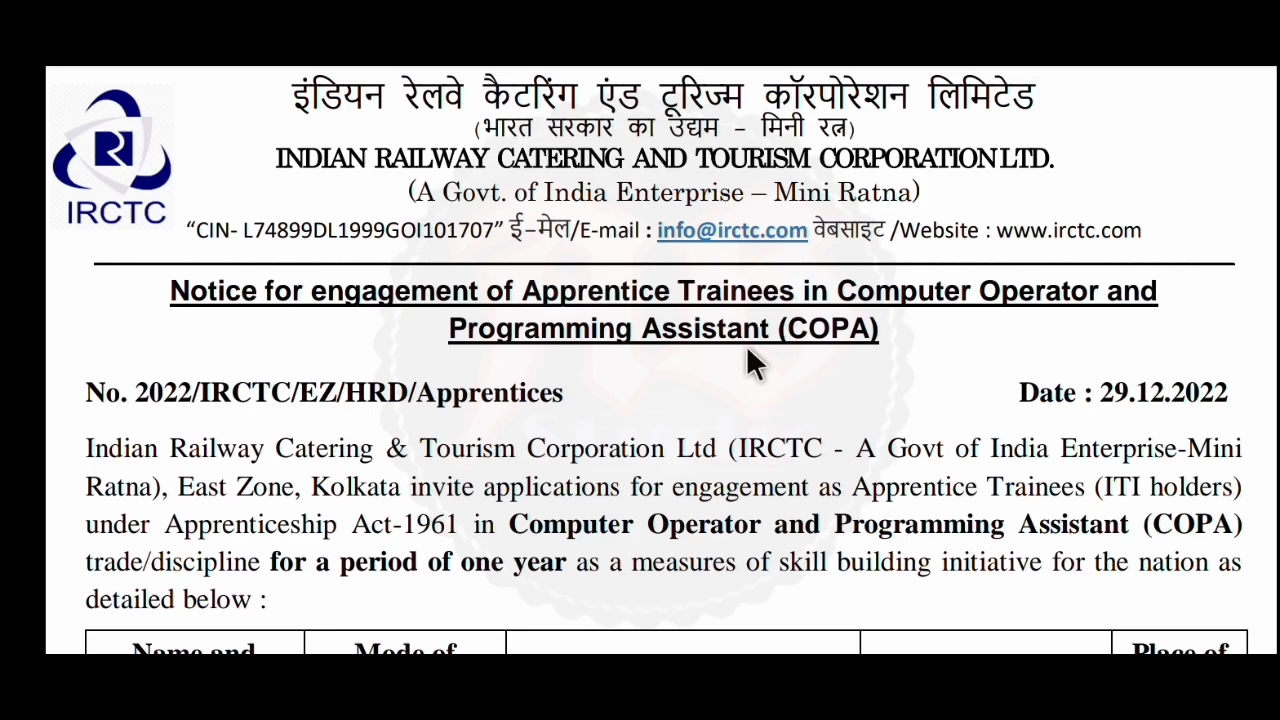 इंडियन रेलवे कैटरिंग एंड टूरिज्म कॉरपोरेशन लिमिटेड
(भारत सरकार का उद्यम – मिनी रत्न)
INDIAN RAILWAY CATERING AND TOURISM CORPORATION LTD.
(A Govt. of India Enterprise – Mini Ratna)
IRCTC
“CIN- L74899DL1999GOI101707” ई-मेल/E-mail : info@irctc.com वेबसाइट /Website : www.irctc.com
Notice for engagement of Apprentice Trainees in Computer Operator and
Programming Assistant (COPA)
No. 2022/IRCTC/EZ/HRD/Apprentices Date : 29.12.2022
Indian Railway Catering & Tourism Corporation Ltd (IRCTC - A Govt of India Enterprise-Mini
Ratna), East Zone, Kolkata invite applications for engagement as Apprentice Trainees (ITI holders)
under Apprenticeship Act-1961 in Computer Operator and Programming Assistant (COPA)
trade/discipline for a period of one year as a measures of skill building initiative for the nation as
detailed below :
Name and Mode of Place of